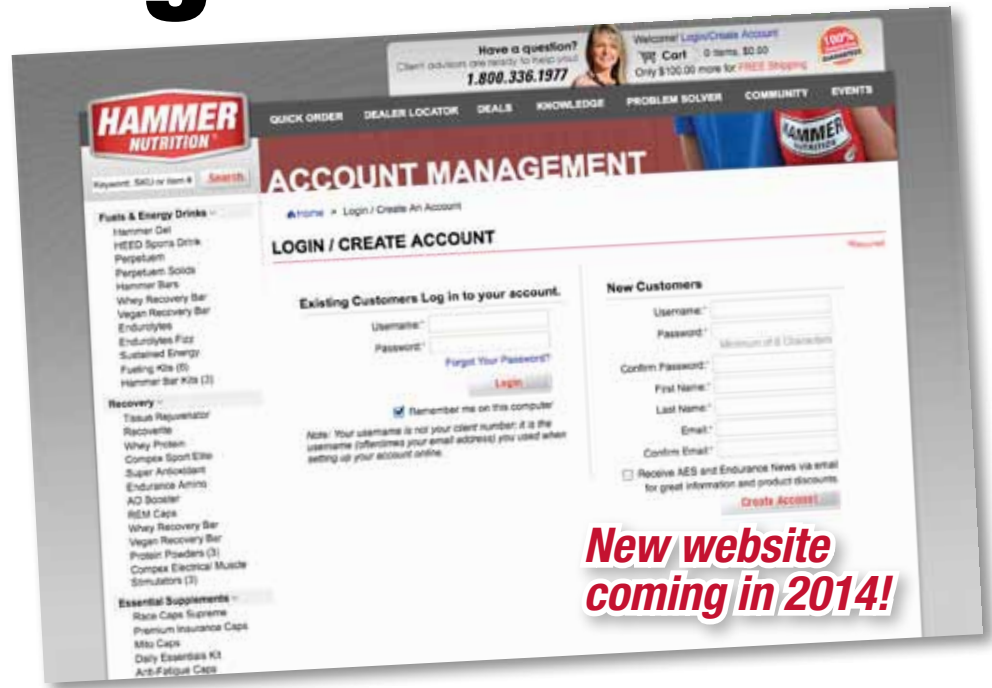 Have a question?
Client advisors are ready to help you!
1.800.336.1977
Welcome! Login/Create Account
Cart 0 items, $0.00
Only $100.00 more for FREE Shipping
100%
GUARANTEED
HAMMER
NUTRITION
QUICK ORDER DEALER LOCATOR DEALS KNOWLEDGE PROBLEM SOLVER COMMUNITY EVENTS
HAMMER
NUTRITION
Keyword, SKU or Item # Search
ACCOUNT MANAGEMENT
Home > Login / Create An Account
LOGIN / CREATE ACCOUNT
*Required
Fuels & Energy Drinks
Hammer Gel
HEED Sports Drink
Perpetuem
Perpetuem Solids
Hammer Bars
Whey Recovery Bar
Vegan Recovery Bar
Endurolytes
Endurolytes Fizz
Sustained Energy
Fueling Kits (6)
Hammer Bar Kits (3)
Recovery
Tissue Rejuvenator
Recoverite
Whey Protein
Compex Sport Elite
Super Antioxidant
Endurance Amino
AO Booster
REM Caps
Whey Recovery Bar
Vegan Recovery Bar
Protein Powders (3)
Compex Electrical Muscle
Stimulators (3)
Essential Supplements
Race Caps Supreme
Premium Insurance Caps
Mito Caps
Daily Essentials Kit
Anti-Fatigue Caps
Existing Customers Log in to your account.
Username:*
Password:*
Forgot Your Password?
Login
Remember me on this computer
Note: Your username is not your client number; it is the
username (oftentimes your email address) you used when
setting up your account online.
New Customers
Username:*
Password:*
Minimum of 6 Characters
Confirm Password:*
First Name:*
Last Name:*
Email:*
Confirm Email:*
Receive AES and Endurance News via email
for great information and product discounts
Create Account
New website
coming in 2014!